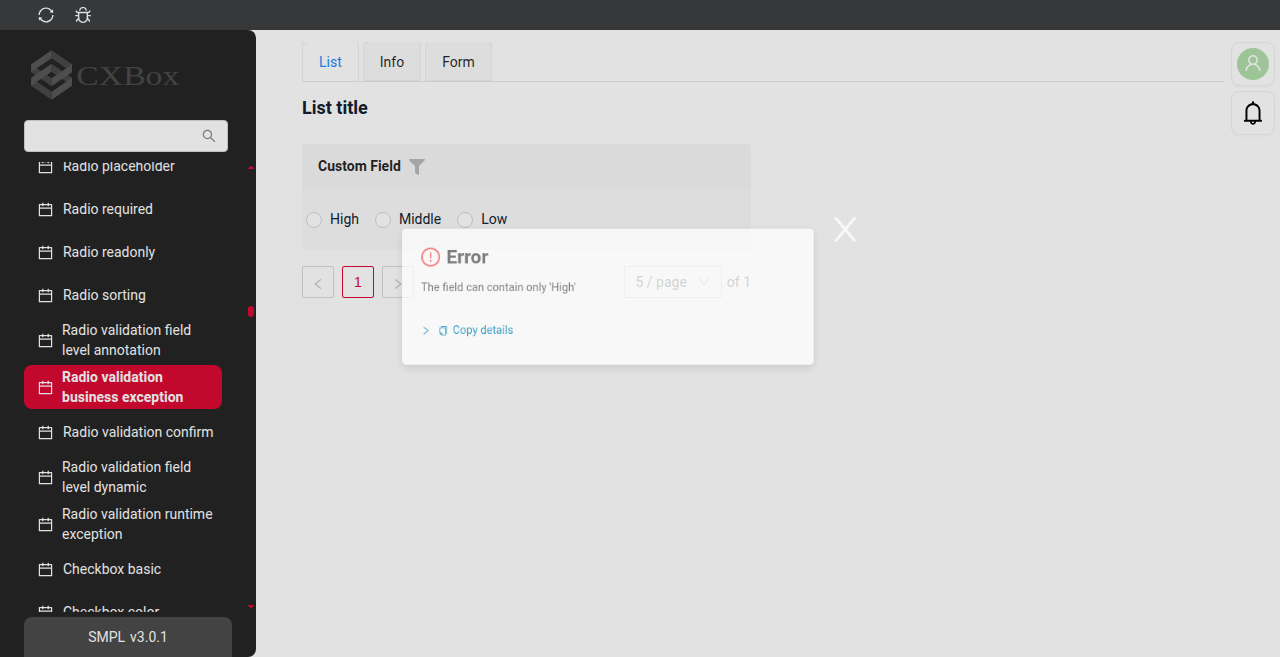 CXBox
Radio placeholder
Radio required
Radio readonly
Radio sorting
Radio validation field
level annotation
Radio validation
business exception
Radio validation confirm
Radio validation field
level dynamic
Radio validation runtime
exception
Checkbox basic
Checkbox color
SMPL v3.0.1
List
Info
Form
List title
Custom Field
High
Middle
Low
< 1 >
5 / page
of 1
Error
The field can contain only 'High'
Copy details